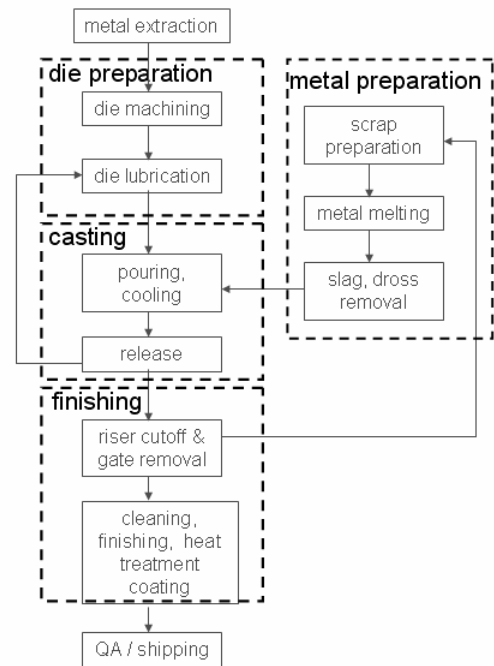 metal extraction
die preparation
die machining
die lubrication
casting
pouring,
cooling
release
finishing
riser cutoff &
gate removal
cleaning,
finishing, heat
treatment
coating
QA / shipping
metal preparation
scrap
preparation
metal melting
slag, dross
removal